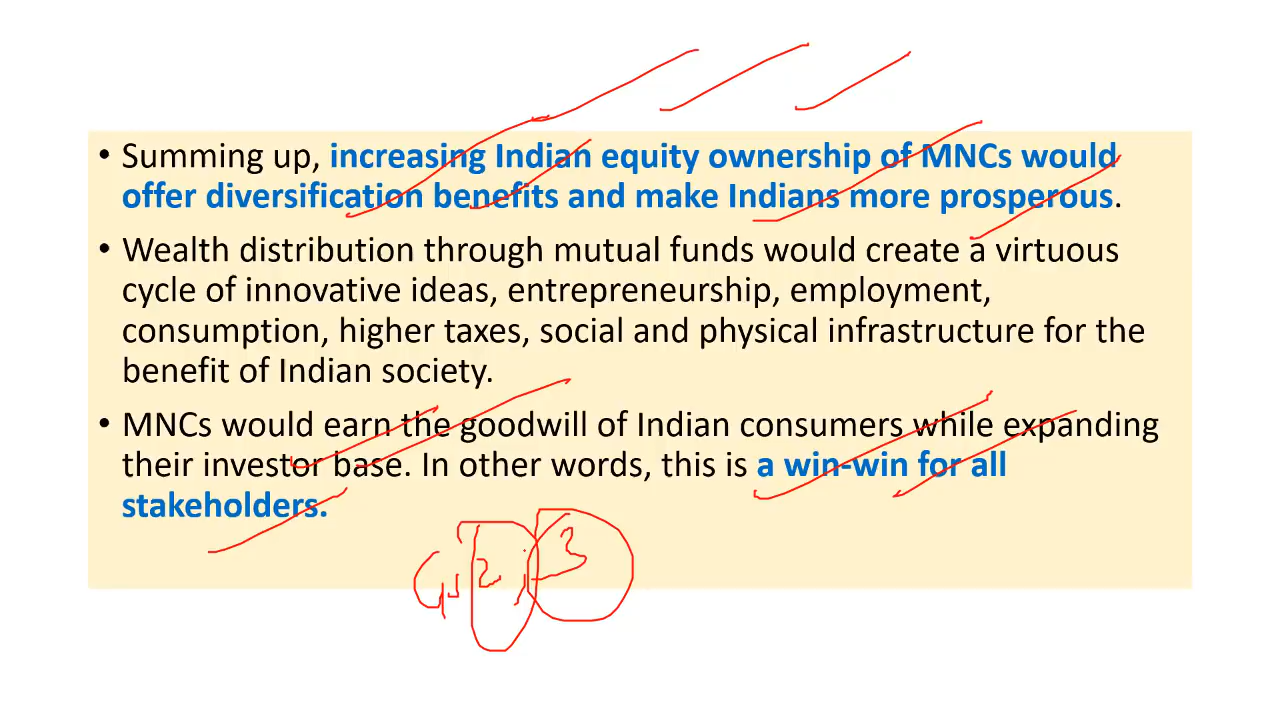 • Summing up, increasing Indian equity ownership of MNCs would
offer diversification benefits and make Indians more prosperous.
• Wealth distribution through mutual funds would create a virtuous
cycle of innovative ideas, entrepreneurship, employment,
consumption, higher taxes, social and physical infrastructure for the
benefit of Indian society.
• MNCs would earn the goodwill of Indian consumers while expanding
their investor base. In other words, this is a win-win for all
stakeholders.
2, 3